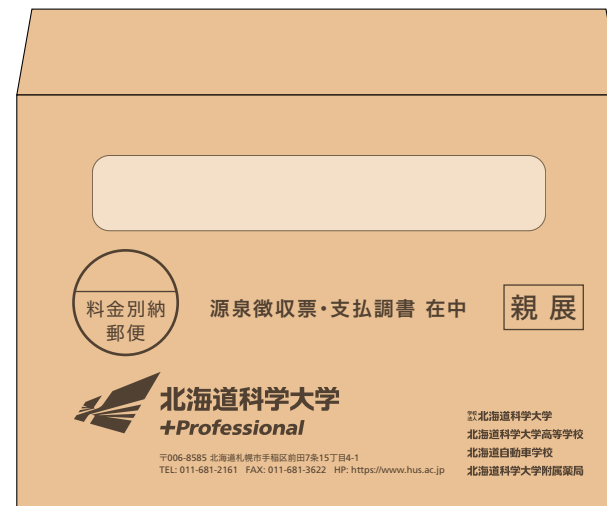 料金別納
郵便
源泉徴収票・支払調書 在中
親展
北海道科学大学
+Professional
〒006-8585 北海道札幌市手稲区前田7条15丁目4-1
TEL: 011-681-2161 FAX: 011-681-3622 HP: https://www.hus.ac.jp
学校法人北海道科学大学
北海道科学大学高等学校
北海道自動車学校
北海道科学大学附属薬局